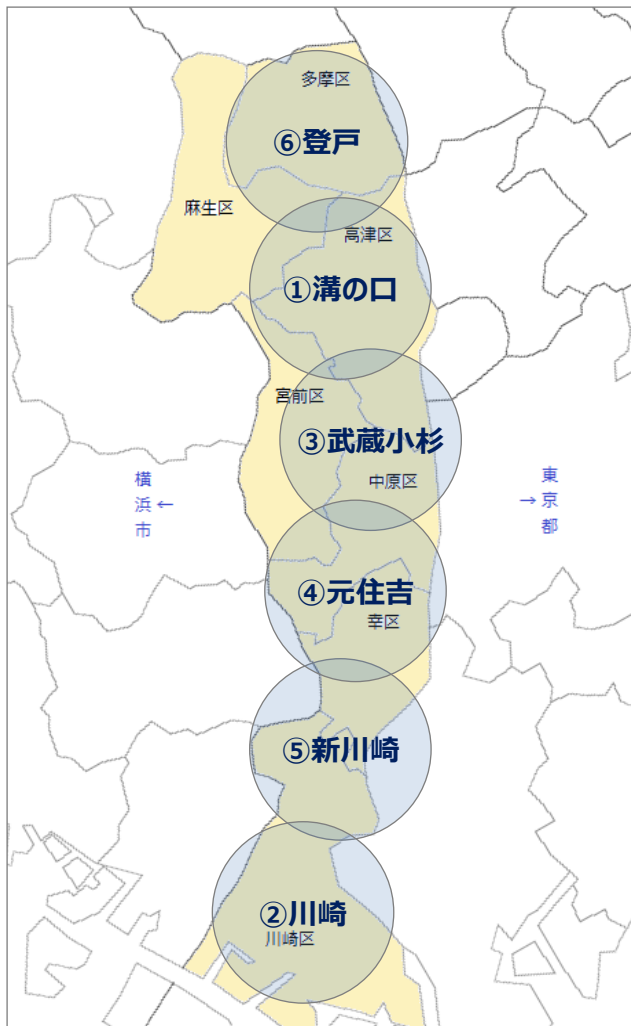 多摩区
⑥登戸
麻生区
高津区
①溝の口
宮前区
③武蔵小杉
中原区
横浜市
←
→
東京都
④元住吉
幸区
⑤新川崎
②川崎
川崎区